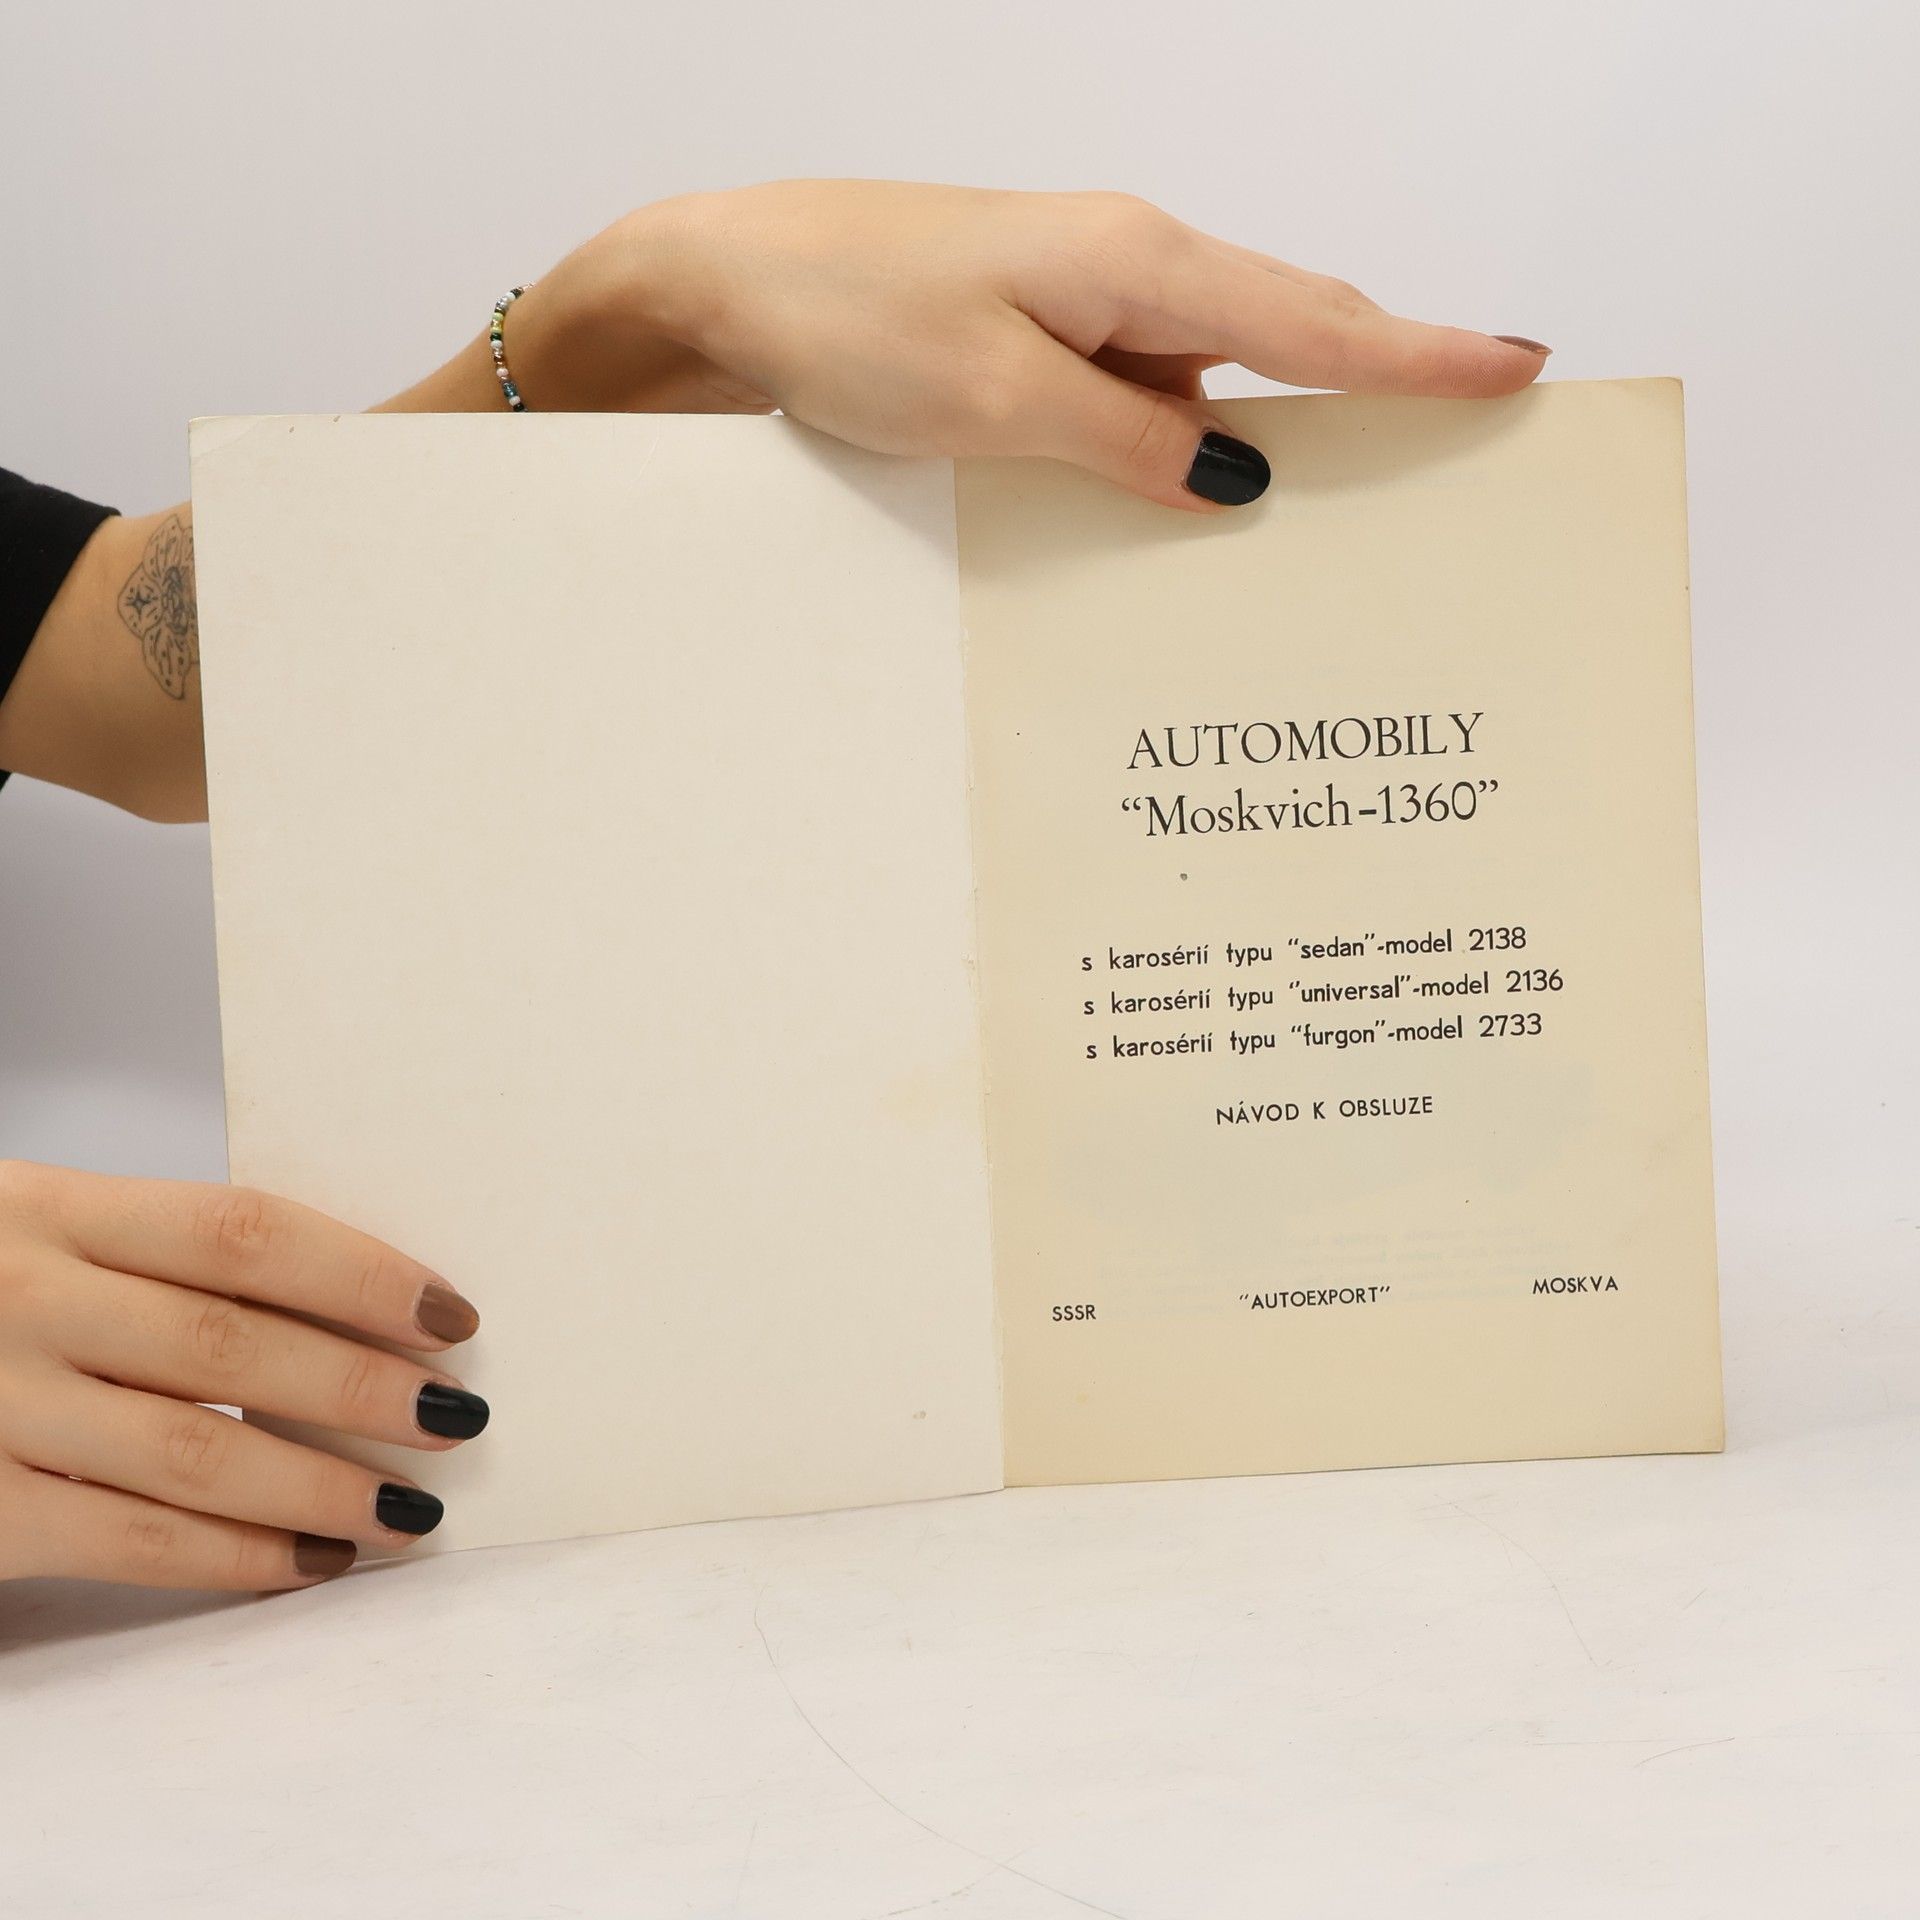 AUTOMOBILY
“Moskvich-1360”
s karosérií typu “sedan”-model 2138
s karosérií typu “universal”-model 2136
s karosérií typu “furgon”-model 2733
NÁVOD K OBSLUZE
SSSR “AUTOEXPORT” MOSKVA